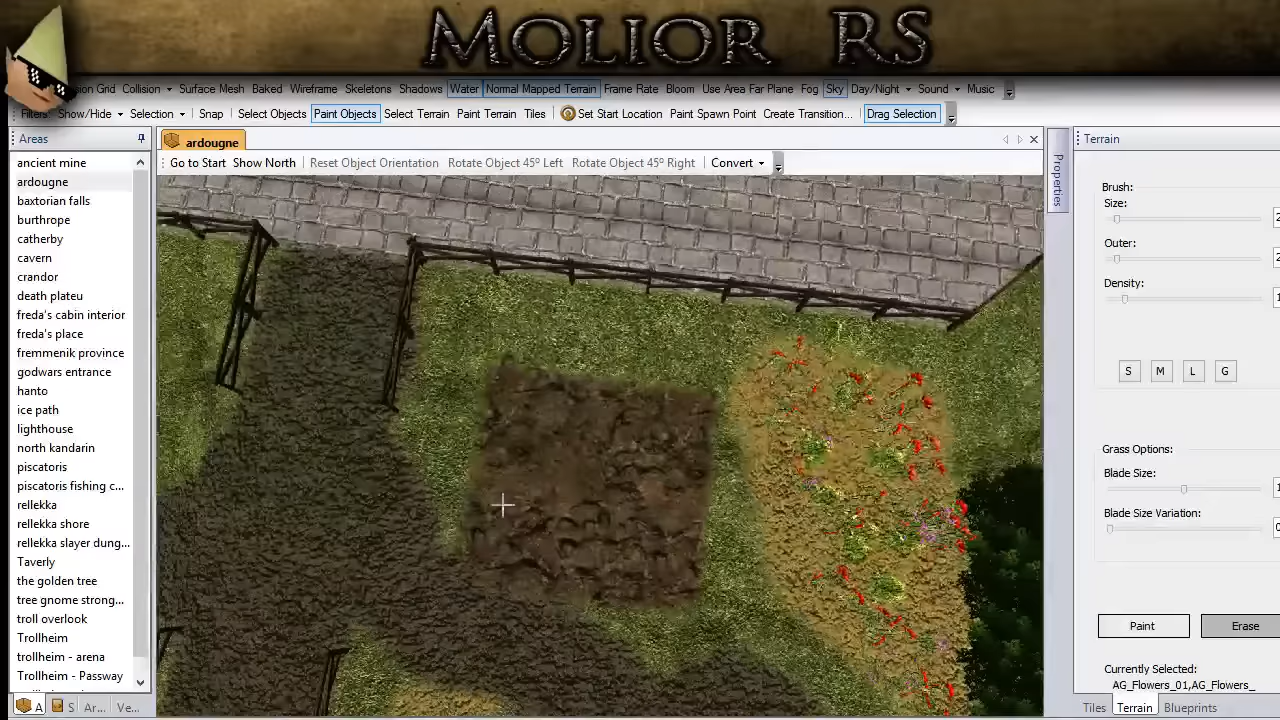 MOLIOR RS
Collision Surface Mesh Baked Wireframe Skeletons Shadows Water Normal Mapped Terrain Frame Rate Bloom Use Area Far Plane Fog Sky Day/Night Sound Music
Filters: Show/Hide Selection Snap Select Objects Paint Objects Select Terrain Paint Terrain Tiles Set Start Location Paint Spawn Point Create Transition... Drag Selection
Areas
ardougne
Terrain
Go to Start Show North Reset Object Orientation Rotate Object 45º Left Rotate Object 45º Right Convert
Properties
ancient mine
ardougne
baxtorian falls
burthrope
catherby
cavern
crandor
death plateu
freda's cabin interior
freda's place
fremmenik province
godwars entrance
hanto
ice path
lighthouse
north kandarin
piscatoris
piscatoris fishing c...
rellekka
rellekka shore
rellekka slayer dung...
Taverly
the golden tree
tree gnome strong...
troll overlook
Trollheim
trollheim - arena
Trollheim - Passway
A S Ar... Ve...
Brush:
Size:
Outer:
Density:
S M L G
Grass Options:
Blade Size:
Blade Size Variation:
Paint Erase
Currently Selected:
AG_Flowers_01,AG_Flowers_
Tiles Terrain Blueprints